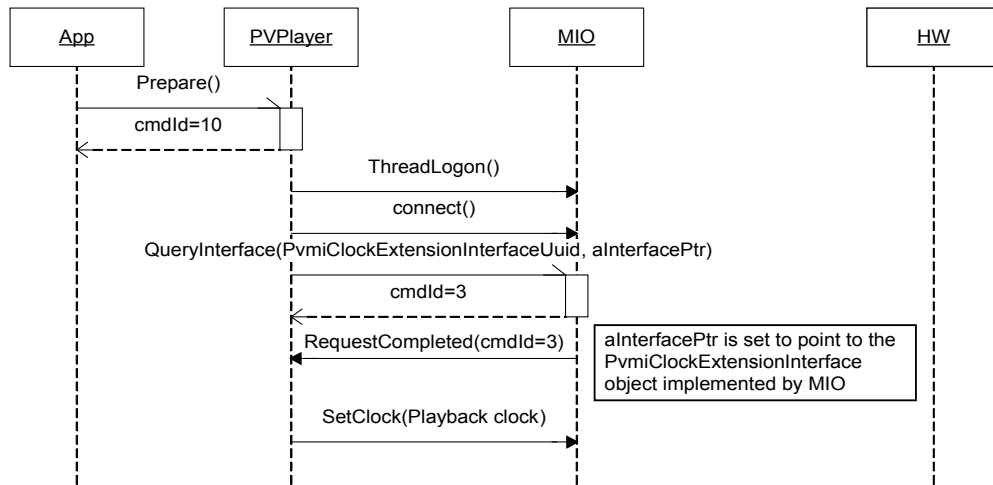 App
PVPlayer
MIO
HW
Prepare()
cmdId=10
ThreadLogon()
connect()
QueryInterface(PvmiClockExtensionInterfaceUuid, aInterfacePtr)
cmdId=3
RequestCompleted(cmdId=3)
aInterfacePtr is set to point to the
PvmiClockExtensionInterface
object implemented by MIO
SetClock(Playback clock)